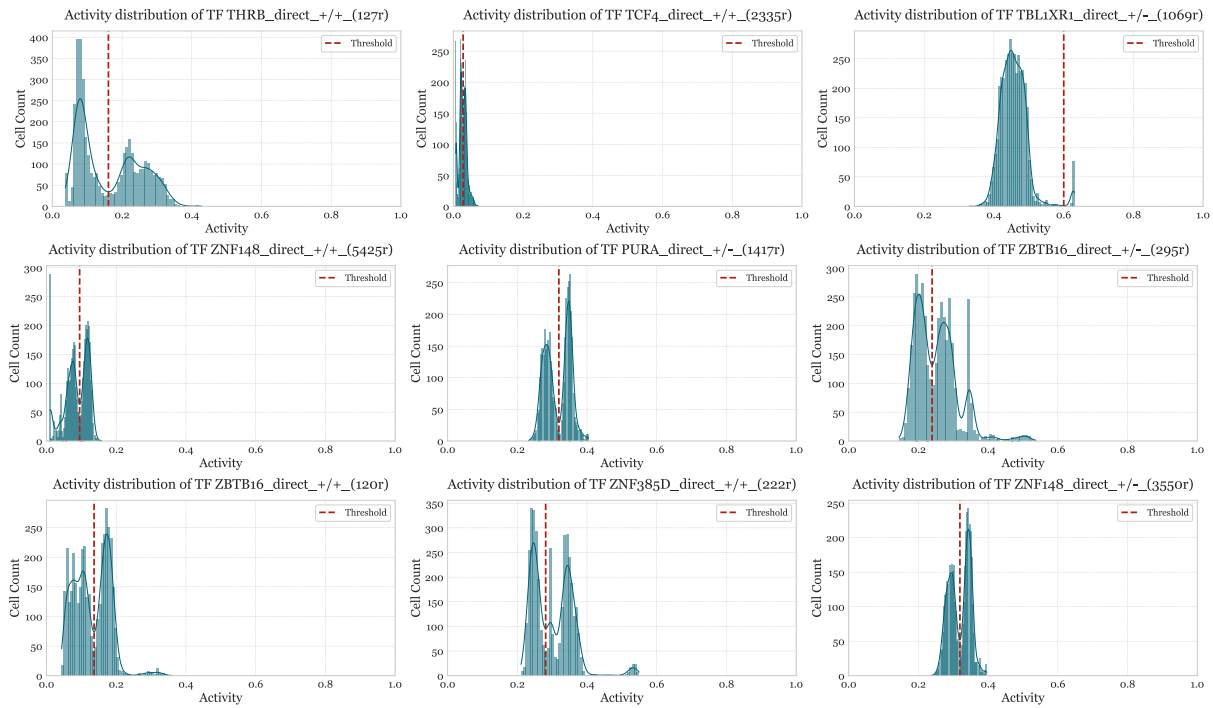 Activity distribution of TF THRB_direct_+/+_(127r)
Activity distribution of TF TCF4_direct_+/+_(2335r)
Activity distribution of TF TBL1XR1_direct_+/-_(1069r)
Threshold
Threshold
Threshold
Cell Count
400
350
300
250
200
150
100
50
0
0.0 0.2 0.4 0.6 0.8 1.0
Activity
Cell Count
250
200
150
100
50
0
0.0 0.2 0.4 0.6 0.8 1.0
Activity
Cell Count
250
200
150
100
50
0
0.0 0.2 0.4 0.6 0.8 1.0
Activity
Activity distribution of TF ZNF148_direct_+/+_(5425r)
Activity distribution of TF PURA_direct_+/-_(1417r)
Activity distribution of TF ZBTB16_direct_+/-_(295r)
Threshold
Threshold
Threshold
Cell Count
300
250
200
150
100
50
0
0.0 0.2 0.4 0.6 0.8 1.0
Activity
Cell Count
250
200
150
100
50
0
0.0 0.2 0.4 0.6 0.8 1.0
Activity
Cell Count
300
250
200
150
100
50
0
0.0 0.2 0.4 0.6 0.8 1.0
Activity
Activity distribution of TF ZBTB16_direct_+/+_(120r)
Activity distribution of TF ZNF385D_direct_+/+_(222r)
Activity distribution of TF ZNF148_direct_+/-_(3550r)
Threshold
Threshold
Threshold
Cell Count
250
200
150
100
50
0
0.0 0.2 0.4 0.6 0.8 1.0
Activity
Cell Count
350
300
250
200
150
100
50
0
0.0 0.2 0.4 0.6 0.8 1.0
Activity
Cell Count
250
200
150
100
50
0
0.0 0.2 0.4 0.6 0.8 1.0
Activity